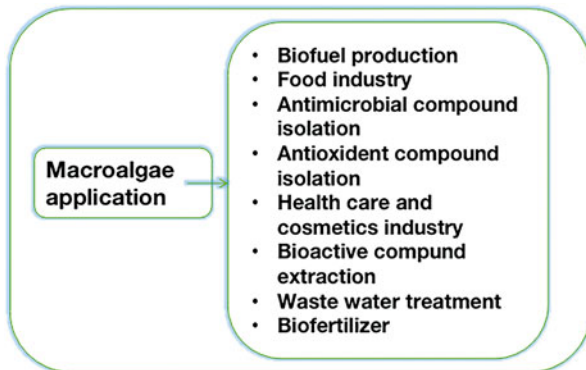 Macroalgae
application
• Biofuel production
• Food industry
• Antimicrobial compound
isolation
• Antioxident compound
isolation
• Health care and
cosmetics industry
• Bioactive compund
extraction
• Waste water treatment
• Biofertilizer